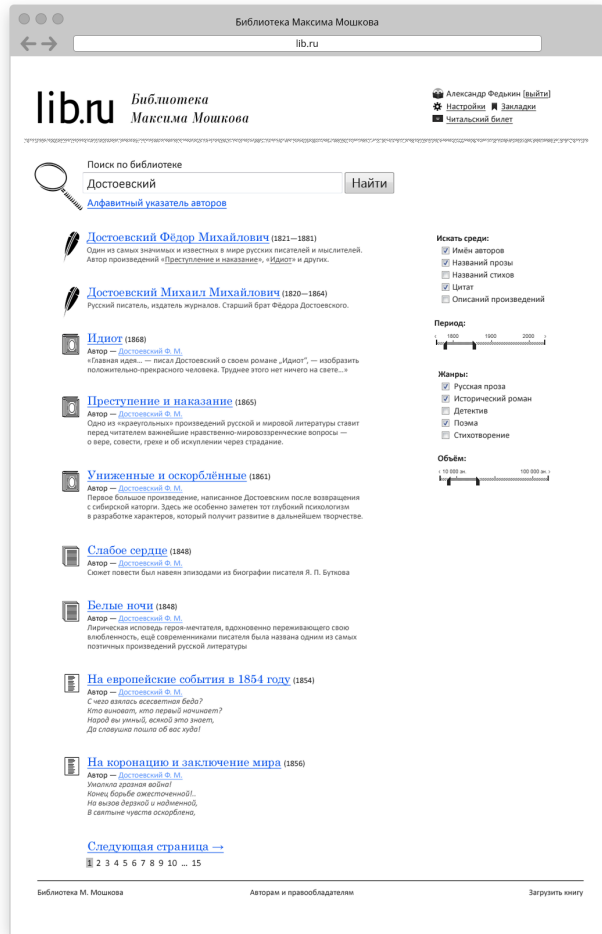 Библиотека Максима Мошкова
lib.ru
lib.ru
Библиотека
Максима Мошкова
Александр Федькин [выйти]
Настройки Закладки
Читальский билет
Поиск по библиотеке
Достоевский Найти
Алфавитный указатель авторов
Достоевский Фёдор Михайлович (1821—1881)
Один из самых значимых и известных в мире русских писателей и мыслителей.
Автор произведений «Преступление и наказание», «Идиот» и других.
Достоевский Михаил Михайлович (1820—1864)
Русский писатель, издатель журналов. Старший брат Фёдора Достоевского.
Идиот (1868)
Автор — Достоевский Ф. М.
«Главная идея... — писал Достоевский о своем романе „Идиот“, — изобразить
положительно-прекрасного человека. Труднее этого нет ничего на свете...»
Преступление и наказание (1865)
Автор — Достоевский Ф. М.
Одно из «краеугольных» произведений русской и мировой литературы ставит
перед читателем важнейшие нравственно-мировоззренческие вопросы —
о вере, совести, грехе и об искуплении через страдание.
Униженные и оскорблённые (1861)
Автор — Достоевский Ф. М.
Первое большое произведение, написанное Достоевским после возвращения
с сибирской каторги. Здесь же особенно заметен тот глубокий психологизм
в разработке характеров, который получит развитие в дальнейшем творчестве.
Слабое сердце (1848)
Автор — Достоевский Ф. М.
Сюжет повести был навеян эпизодами из биографии писателя Я. П. Буткова
Белые ночи (1848)
Автор — Достоевский Ф. М.
Лирическая исповедь героя-мечтателя, вдохновенно переживающего свою
влюбленность, ещё современниками писателя была названа одним из самых
поэтичных произведений русской литературы
На европейские события в 1854 году (1854)
Автор — Достоевский Ф. М.
С чего взялась всесветная беда?
Кто виноват, кто первый начинает?
Народ вы умный, всякой это знает,
Да славушка пошла об вас худа!
На коронацию и заключение мира (1856)
Автор — Достоевский Ф. М.
Умолкла грозная война!
Конец борьбе ожесточенной!..
На вызов дерзкой и надменной,
В святыне чувств оскорблена,
Следующая страница →
1 2 3 4 5 6 7 8 9 10 ... 15
Искать среди:
Имён авторов
Названий прозы
Названий стихов
Цитат
Описаний произведений
Период:
‹ 1800 1900 2000 ›
Жанры:
Русская проза
Исторический роман
Детектив
Поэма
Стихотворение
Объём:
‹ 10 000 зн. 100 000 зн. ›
Библиотека М. Мошкова Авторам и правообладателям Загрузить книгу